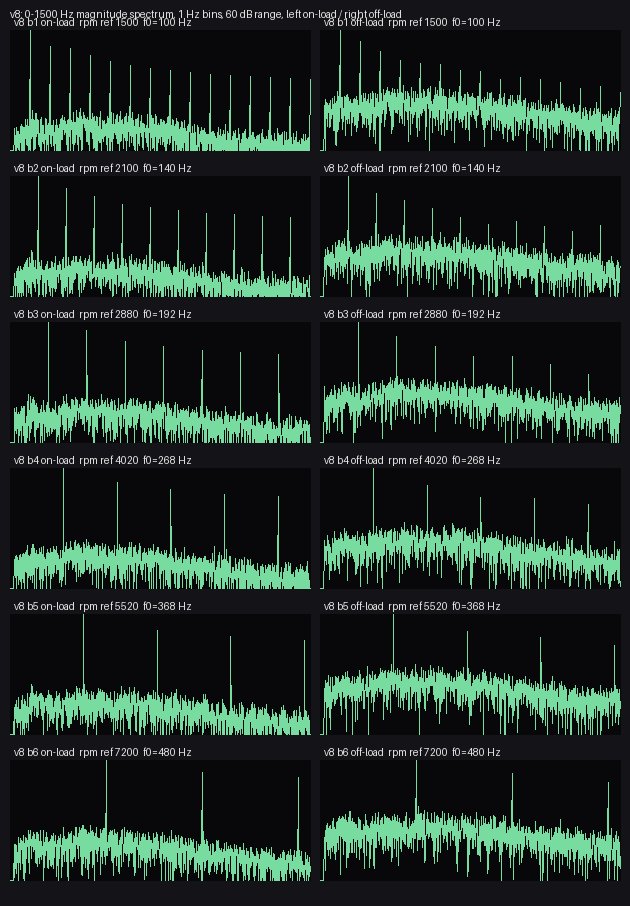 v8: 0-1500 Hz magnitude spectrum, 1 Hz bins, 60 dB range, left on-load / right off-load
v8 b1 on-load rpm ref 1500 f0=100 Hz
v8 b1 off-load rpm ref 1500 f0=100 Hz
v8 b2 on-load rpm ref 2100 f0=140 Hz
v8 b2 off-load rpm ref 2100 f0=140 Hz
v8 b3 on-load rpm ref 2880 f0=192 Hz
v8 b3 off-load rpm ref 2880 f0=192 Hz
v8 b4 on-load rpm ref 4020 f0=268 Hz
v8 b4 off-load rpm ref 4020 f0=268 Hz
v8 b5 on-load rpm ref 5520 f0=368 Hz
v8 b5 off-load rpm ref 5520 f0=368 Hz
v8 b6 on-load rpm ref 7200 f0=480 Hz
v8 b6 off-load rpm ref 7200 f0=480 Hz